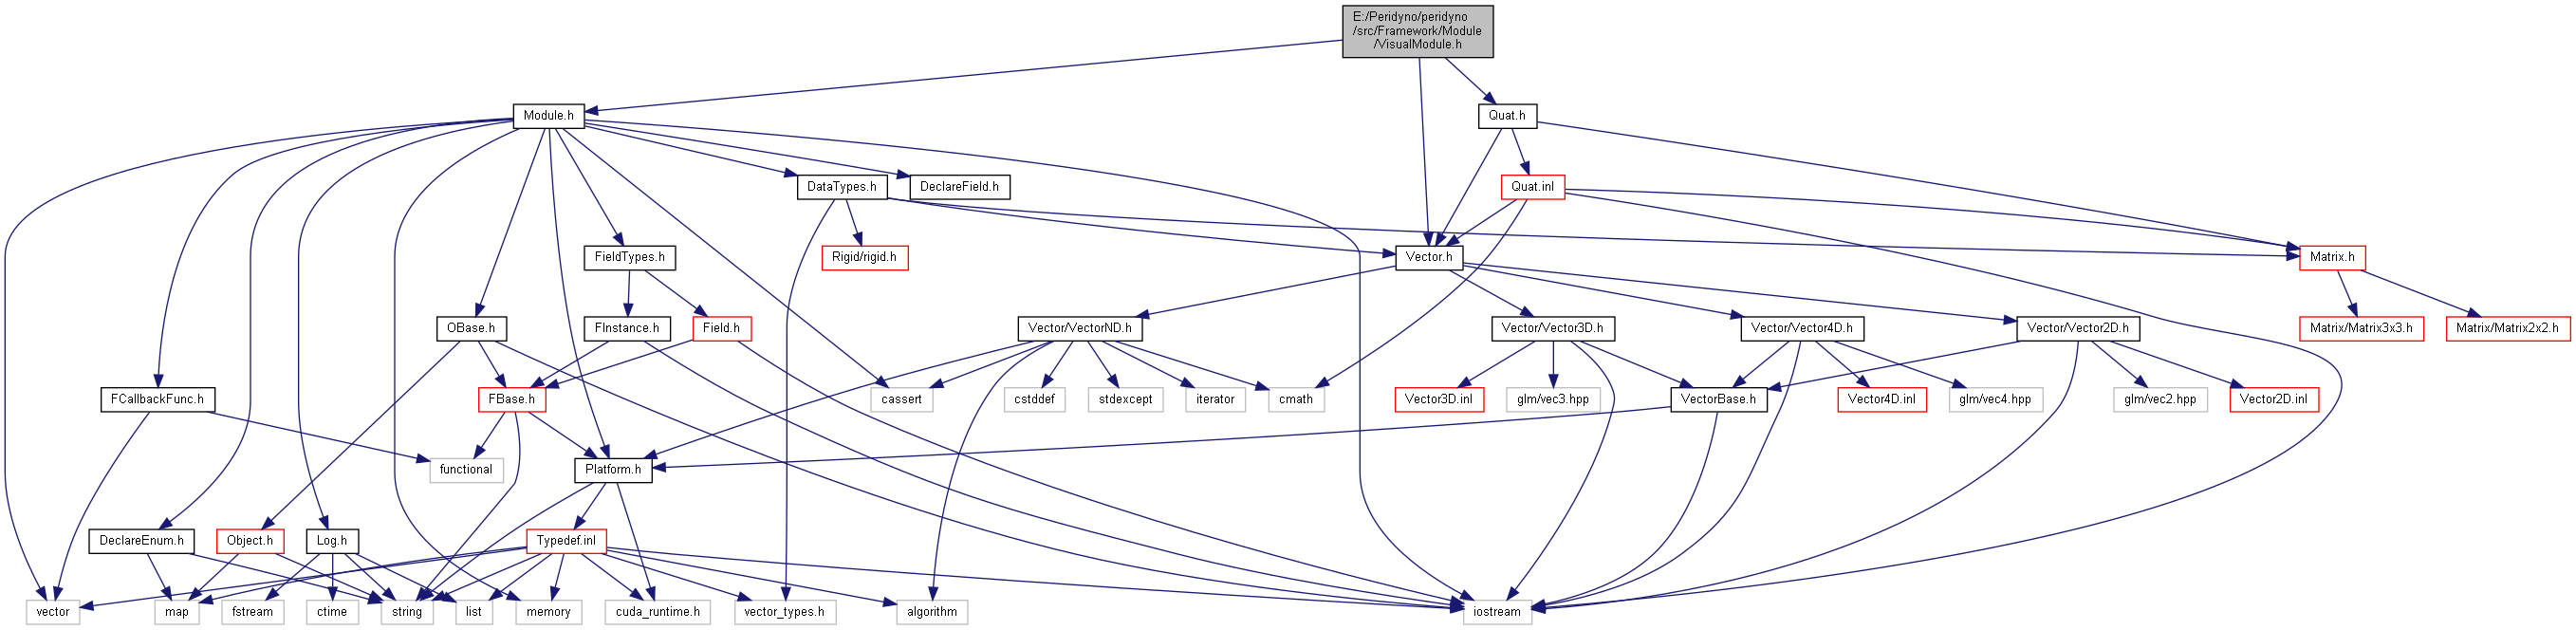 E:/Peridyno/peridyno
/src/Framework/Module
/VisualModule.h
Module.h
Quat.h
DataTypes.h
DeclareField.h
Quat.inl
FieldTypes.h
Rigid/rigid.h
Vector.h
Matrix.h
OBase.h
FInstance.h
Field.h
Vector/VectorND.h
Vector/Vector3D.h
Vector/Vector4D.h
Vector/Vector2D.h
Matrix/Matrix3x3.h
Matrix/Matrix2x2.h
FCallbackFunc.h
FBase.h
cassert
cstddef
stdexcept
iterator
cmath
Vector3D.inl
glm/vec3.hpp
VectorBase.h
Vector4D.inl
glm/vec4.hpp
glm/vec2.hpp
Vector2D.inl
functional
Platform.h
DeclareEnum.h
Object.h
Log.h
Typedef.inl
vector
map
fstream
ctime
string
list
memory
cuda_runtime.h
vector_types.h
algorithm
iostream